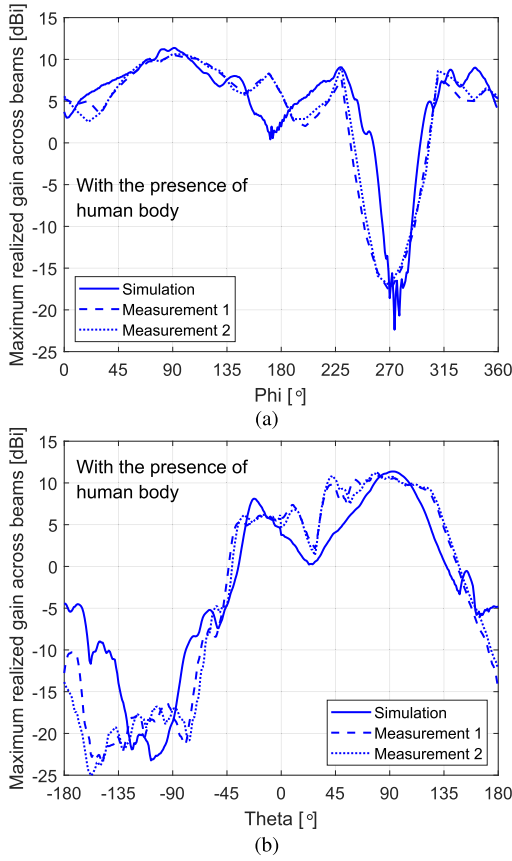 Maximum realized gain across beams [dBi]
15
10
5
0
-5
-10
-15
-20
-25
With the presence of
human body
Simulation
Measurement 1
Measurement 2
0 45 90 135 180 225 270 315 360
Phi [°]
(a)
Maximum realized gain across beams [dBi]
15
10
5
0
-5
-10
-15
-20
-25
With the presence of
human body
Simulation
Measurement 1
Measurement 2
-180 -135 -90 -45 0 45 90 135 180
Theta [°]
(b)